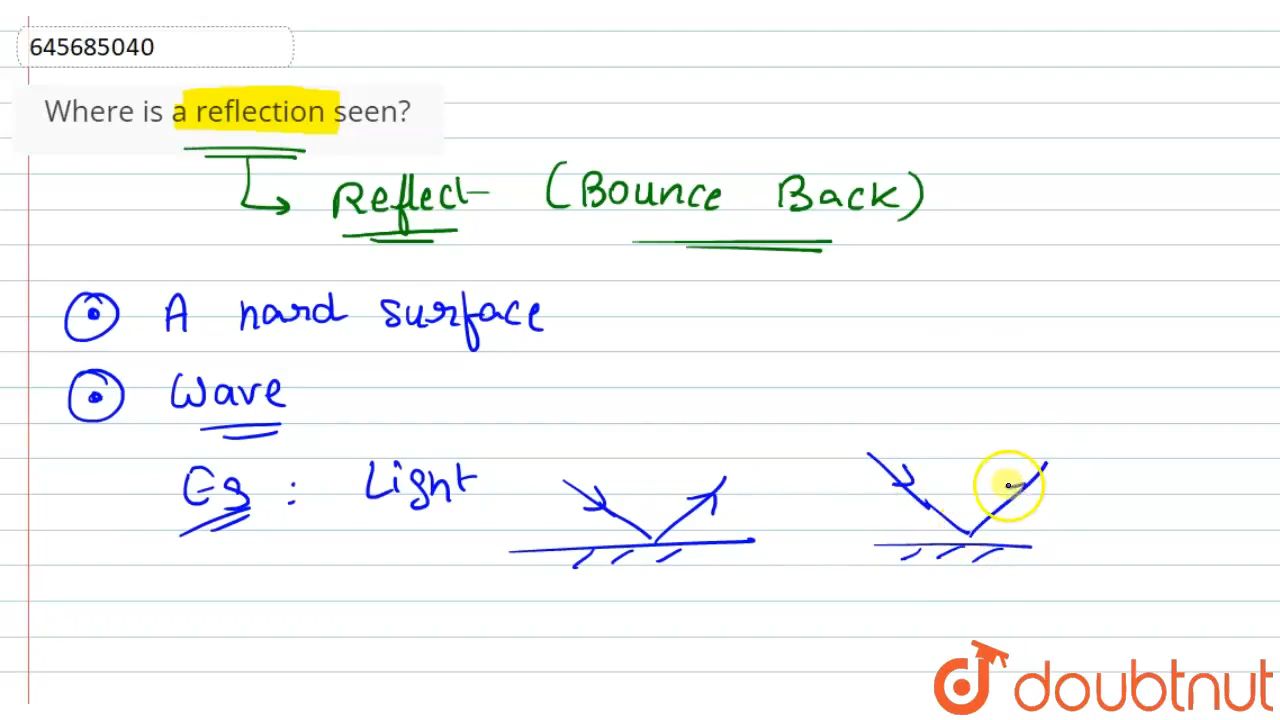 645685040
Where is a reflection seen?
Reflect (Bounce Back)
A hard surface
Wave
Eg : Light
doubtnut